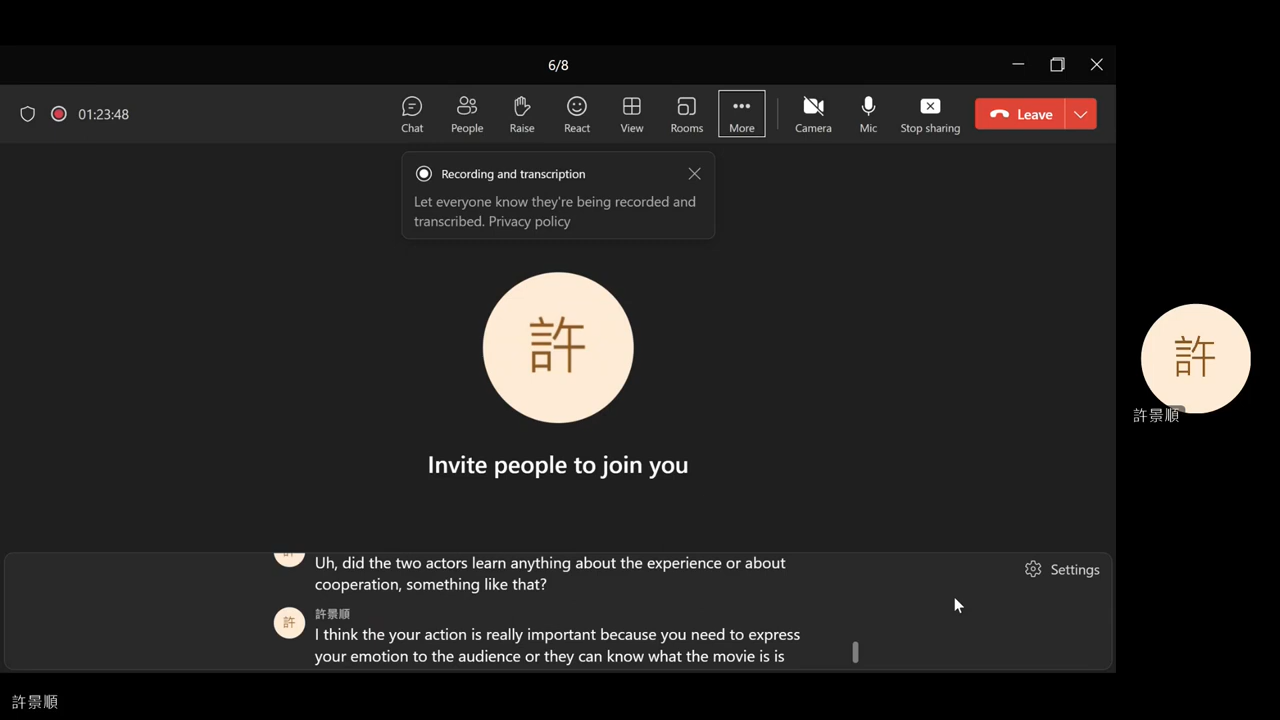 6/8
01:23:48
Chat
People
Raise
React
View
Rooms
More
Camera
Mic
Stop sharing
Leave
Recording and transcription
Let everyone know they're being recorded and
transcribed. Privacy policy
許
Invite people to join you
許
許景順
Uh, did the two actors learn anything about the experience or about
cooperation, something like that?
Settings
許
許景順
I think the your action is really important because you need to express
your emotion to the audience or they can know what the movie is is
許景順